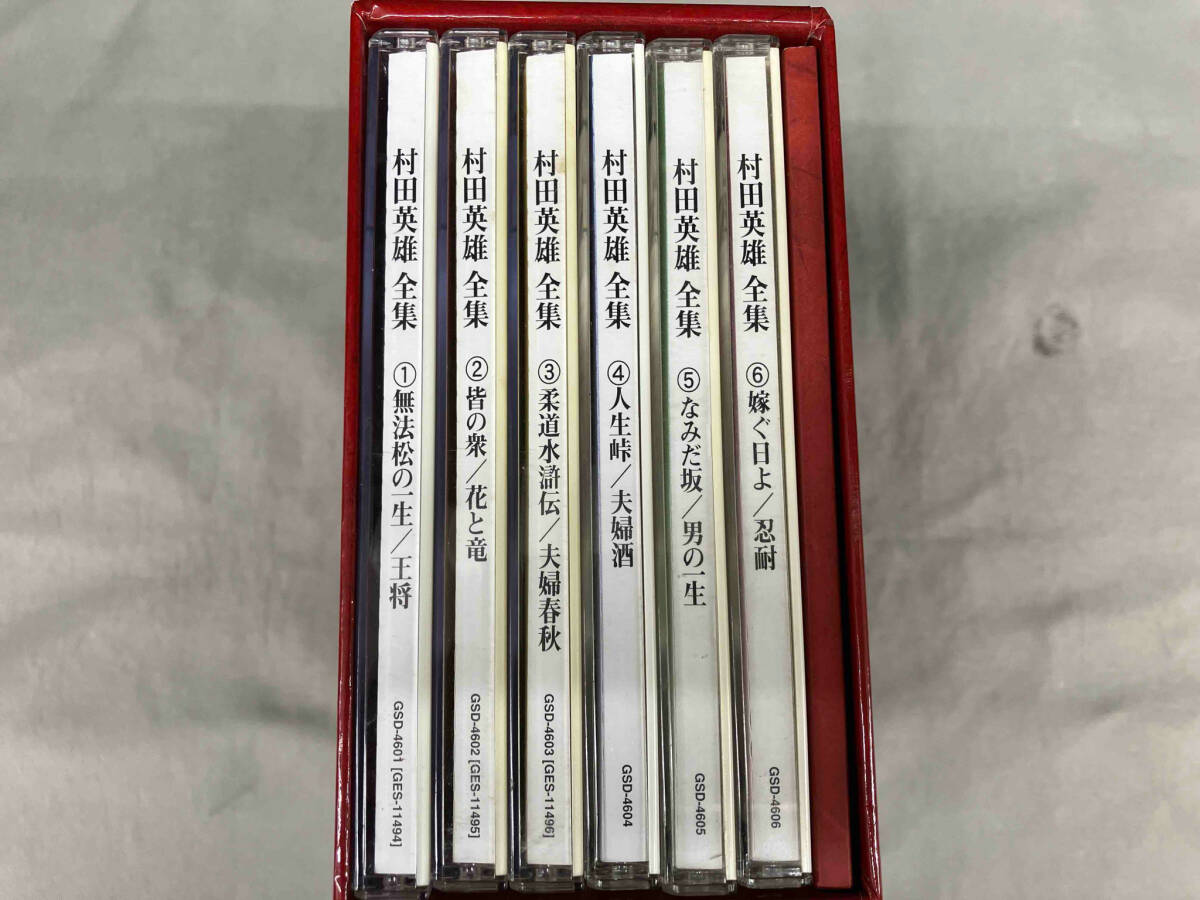 村田英雄 全集 ①無法松の一生/王将 GSD-4601 [GES-11494]
村田英雄 全集 ②皆の衆/花と竜 GSD-4602 [GES-11495]
村田英雄 全集 ③柔道水滸伝/夫婦春秋 GSD-4603 [GES-11496]
村田英雄 全集 ④人生峠/夫婦酒 GSD-4604
村田英雄 全集 ⑤なみだ坂/男の一生 GSD-4605
村田英雄 全集 ⑥嫁ぐ日よ/忍耐 GSD-4606